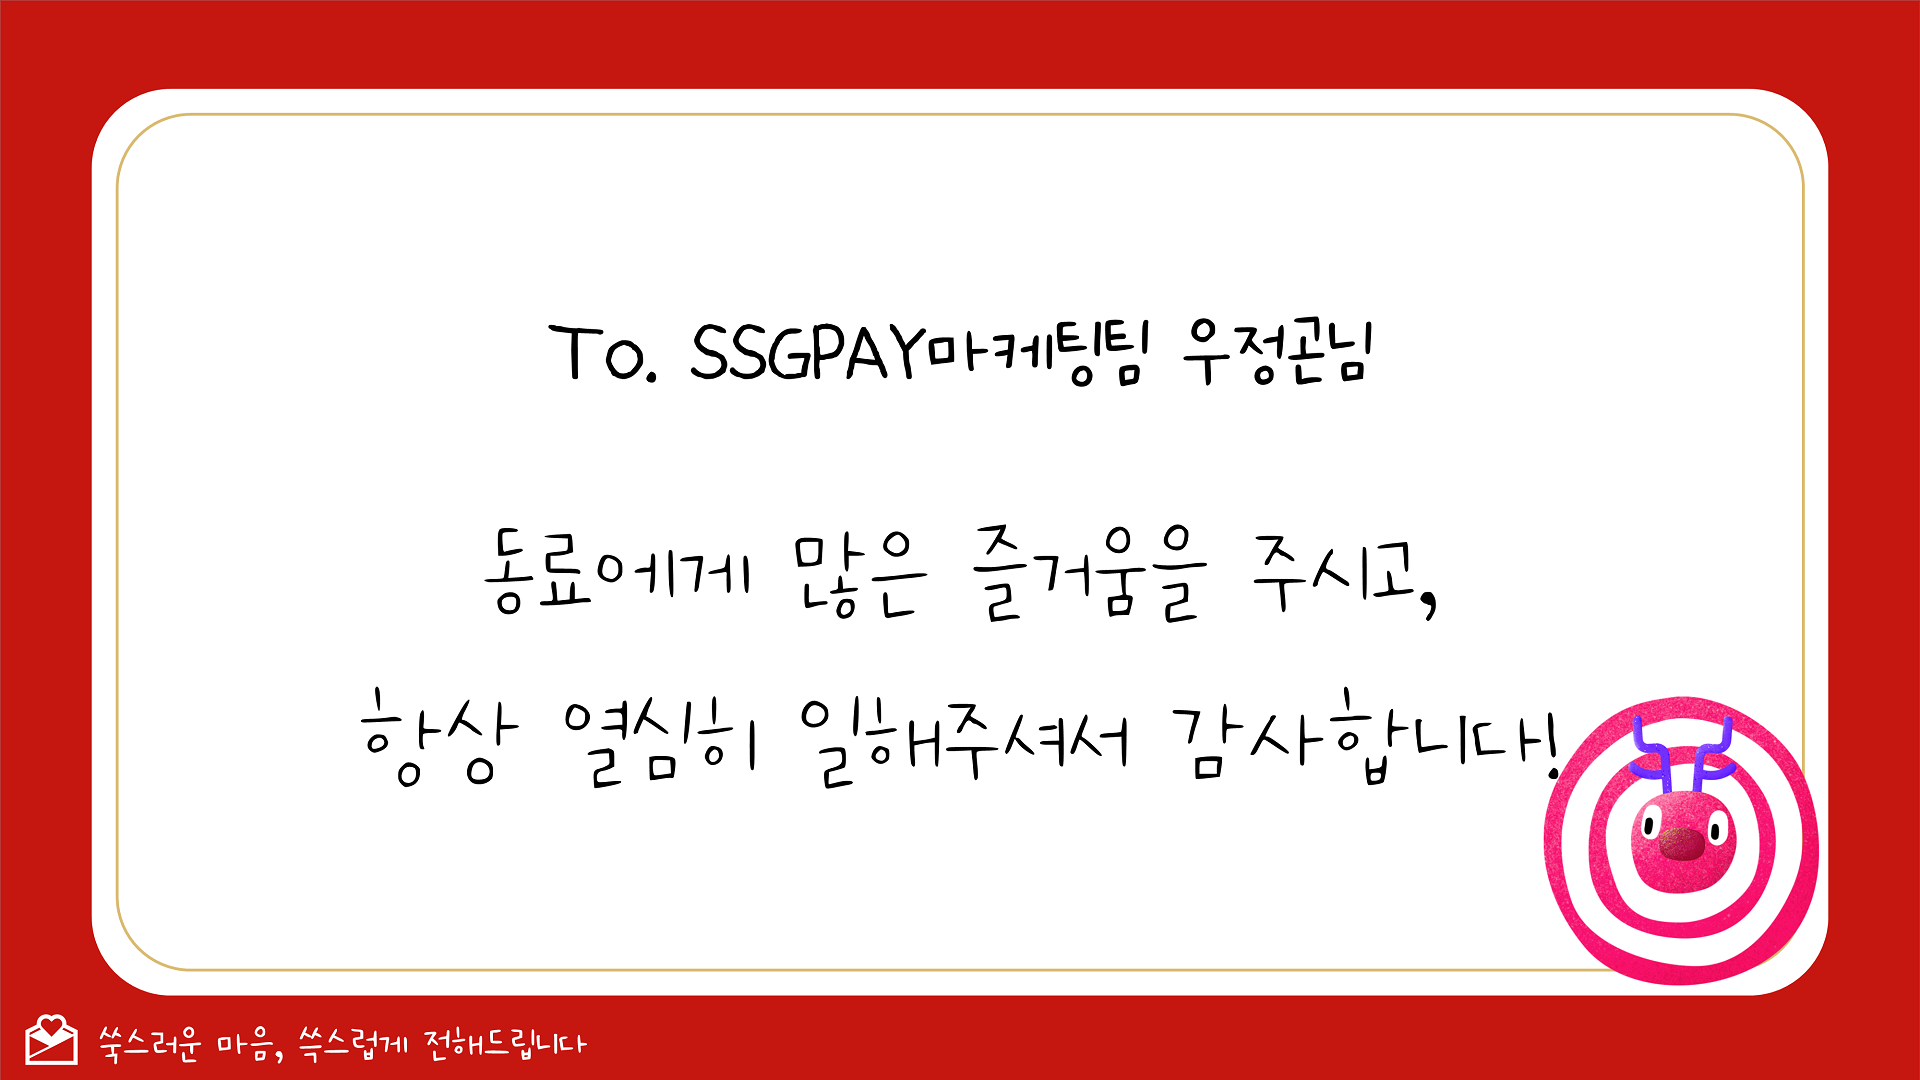 To. SSGPAY마케팅팀 우정곤님
동료에게 많은 즐거움을 주시고,
항상 열심히 일해주셔서 감사합니다!
쑥스러운 마음, 쓱스럽게 전해드립니다